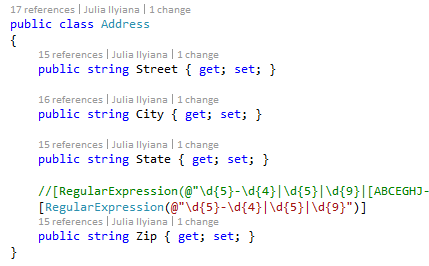 17 references | Julia Ilyiana | 1 change
public class Address
{
15 references | Julia Ilyiana | 1 change
public string Street { get; set; }
16 references | Julia Ilyiana | 1 change
public string City { get; set; }
15 references | Julia Ilyiana | 1 change
public string State { get; set; }
//[RegularExpression(@"\d{5}-\d{4}|\d{5}|\d{9}|[ABCEGHJ-
[RegularExpression(@"\d{5}-\d{4}|\d{5}|\d{9}")]
15 references | Julia Ilyiana | 1 change
public string Zip { get; set; }
}